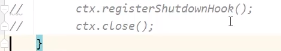 //      ctx.registerShutdownHook();
//      ctx.close();
}